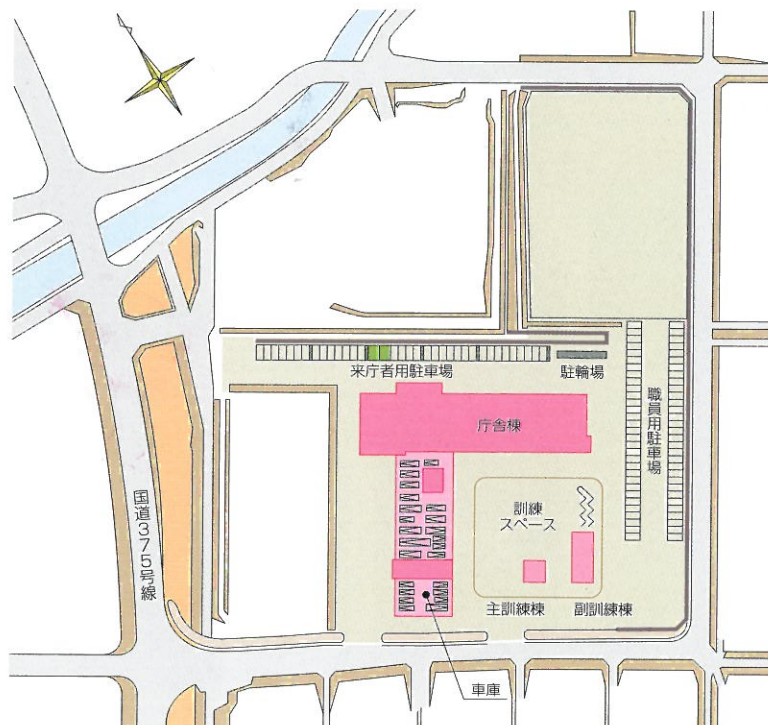 来庁者用駐車場
駐輪場
庁舎棟
職員用駐車場
訓練
スペース
国道375号線
主訓練棟
副訓練棟
車庫